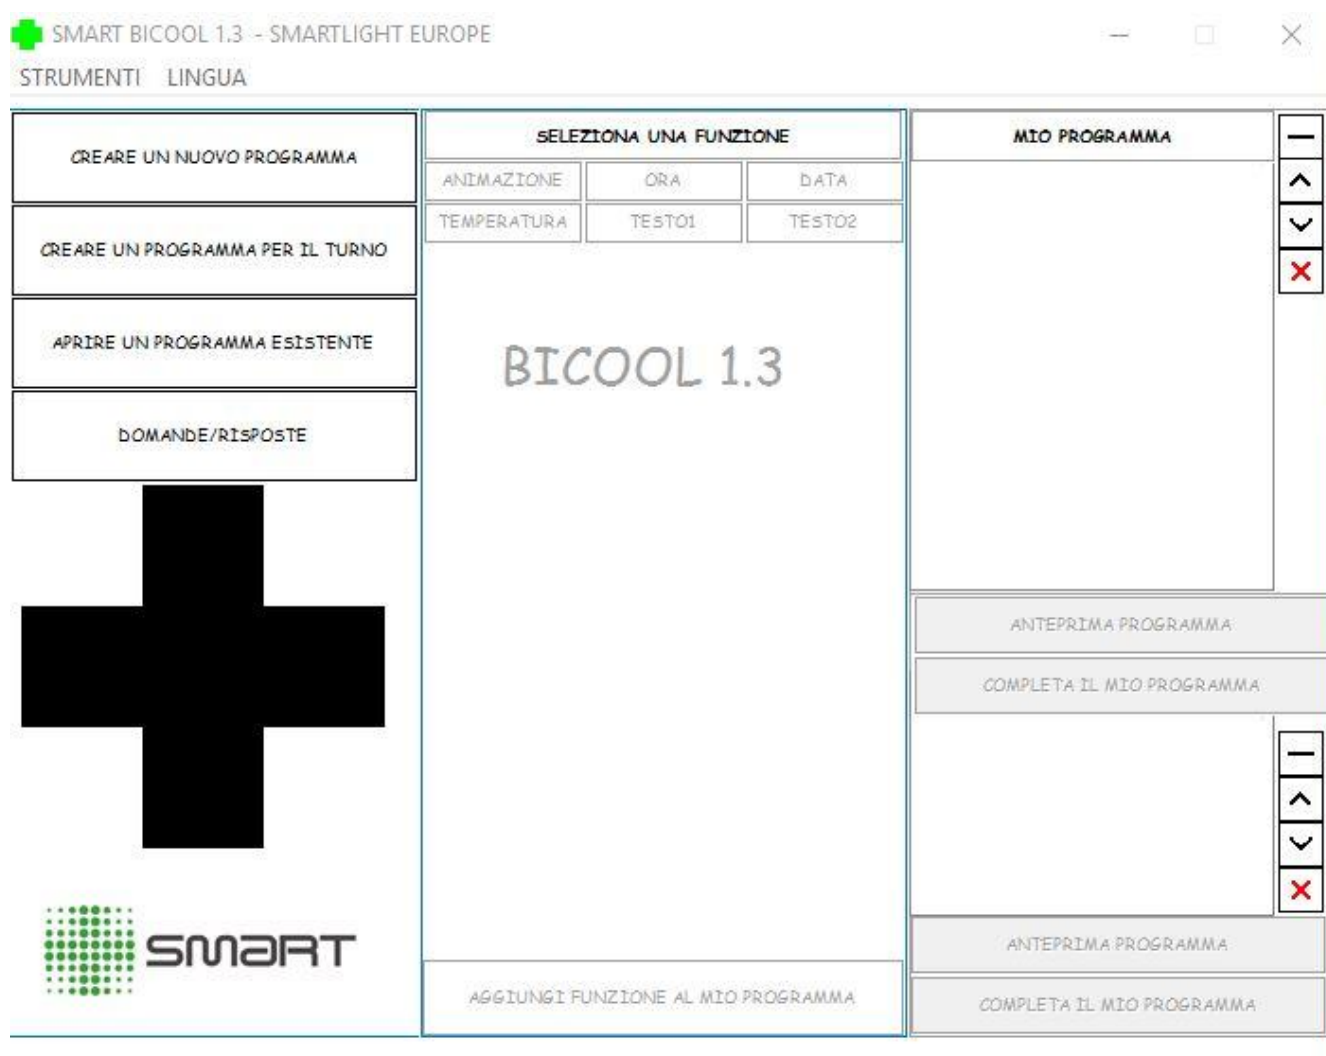 SMART BICOOL 1.3 - SMARTLIGHT EUROPE
STRUMENTI LINGUA
CREARE UN NUOVO PROGRAMMA
CREARE UN PROGRAMMA PER IL TURNO
APRIRE UN PROGRAMMA ESISTENTE
DOMANDE/RISPOSTE
SMART
SELEZIONA UNA FUNZIONE
ANIMAZIONE ORA DATA
TEMPERATURA TESTO1 TESTO2
BICOOL 1.3
AGGIUNGI FUNZIONE AL MIO PROGRAMMA
MIO PROGRAMMA
ANTEPRIMA PROGRAMMA
COMPLETA IL MIO PROGRAMMA
ANTEPRIMA PROGRAMMA
COMPLETA IL MIO PROGRAMMA